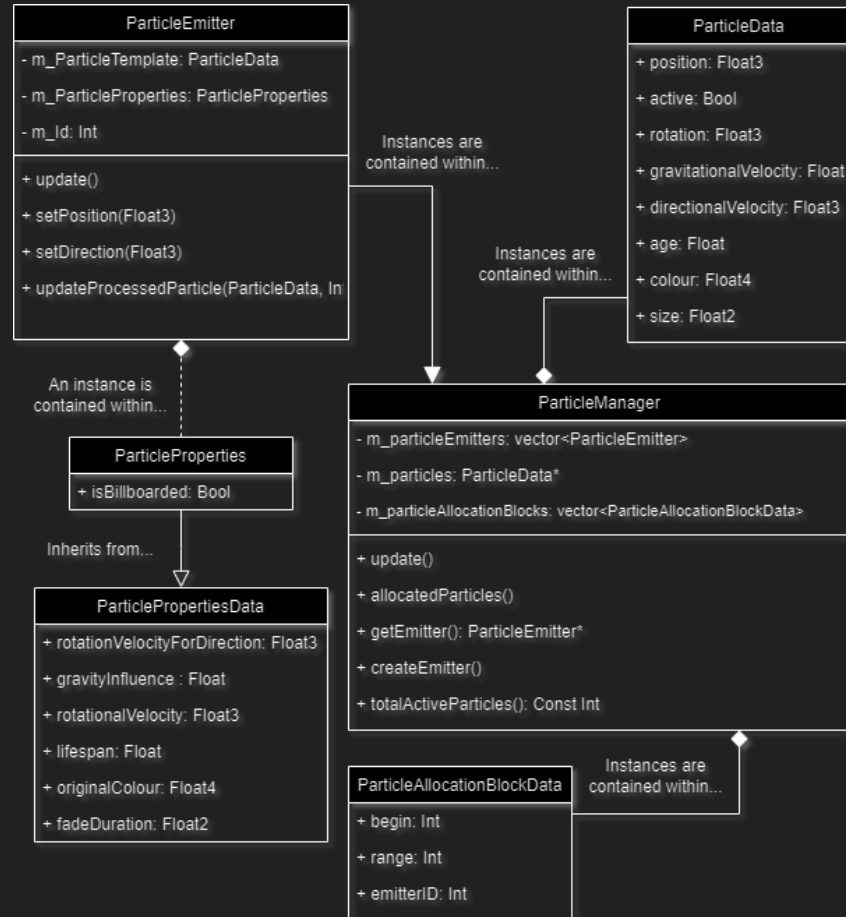 ParticleEmitter
- m_ParticleTemplate: ParticleData
- m_ParticleProperties: ParticleProperties
- m_Id: Int
+ update()
+ setPosition(Float3)
+ setDirection(Float3)
+ updateProcessedParticle(ParticleData, In
Instances are
contained within...
ParticleData
+ position: Float3
+ active: Bool
+ rotation: Float3
+ gravitationalVelocity: Float
+ directionalVelocity: Float3
+ age: Float
+ colour: Float4
+ size: Float2
Instances are
contained within...
An instance is
contained within...
ParticleProperties
+ isBillboarded: Bool
Inherits from...
ParticlePropertiesData
+ rotationVelocityForDirection: Float3
+ gravityInfluence : Float
+ rotationalVelocity: Float3
+ lifespan: Float
+ originalColour: Float4
+ fadeDuration: Float2
ParticleManager
- m_particleEmitters: vector<ParticleEmitter>
- m_particles: ParticleData*
- m_particleAllocationBlocks: vector<ParticleAllocationBlockData>
+ update()
+ allocatedParticles()
+ getEmitter(): ParticleEmitter*
+ createEmitter()
+ totalActiveParticles(): Const Int
Instances are
contained within...
ParticleAllocationBlockData
+ begin: Int
+ range: Int
+ emitterID: Int